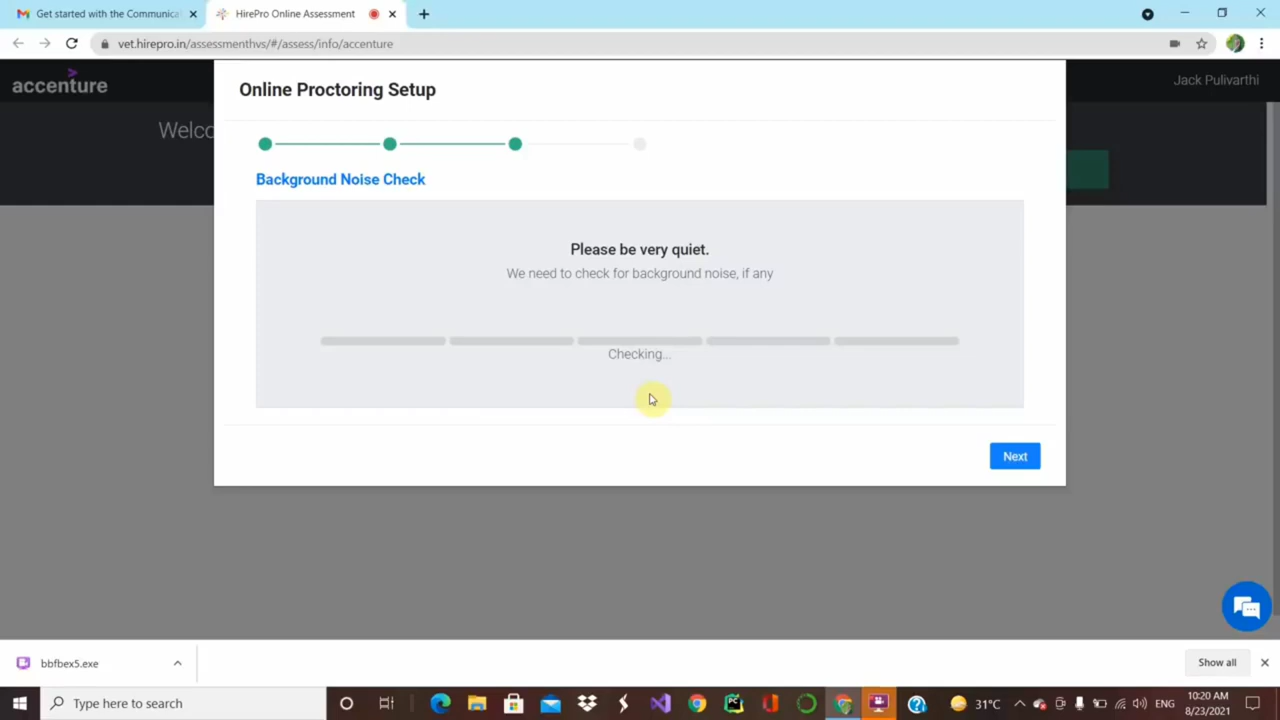 Get started with the Communica
HirePro Online Assessment
vet.hirepro.in/assessmenthvs/#/assess/info/accenture
accenture
Jack Pulivarthi
Welco
Online Proctoring Setup
Background Noise Check
Please be very quiet.
We need to check for background noise, if any
Checking...
Next
bbfbex5.exe
Show all
Type here to search
31°C
ENG
10:20 AM
8/23/2021